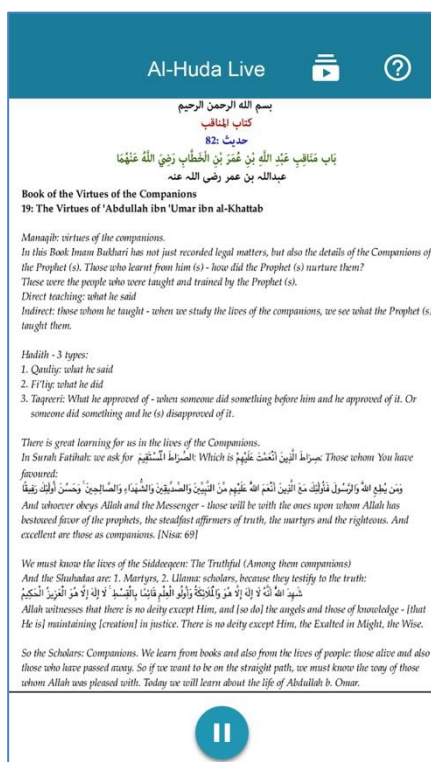 Al-Huda Live
بسم الله الرحمن الرحيم
كتاب المناقب
حديث :82
بَاب مَنَاقِبِ عَبْدِ اللَّهِ بْنِ عُمَرَ بْنِ الْخَطَّابِ رَضِيَ اللَّهُ عَنْهُمَا
عبداللہ بن عمر رضی اللہ عنہ
Book of the Virtues of the Companions
19: The Virtues of 'Abdullah ibn 'Umar ibn al-Khattab
Manaqib: virtues of the companions.
In this Book Imam Bukhari has not just recorded legal matters, but also the details of the Companions of
the Prophet (s). Those who learnt from him (s) - how did the Prophet (s) nurture them?
These were the people who were taught and trained by the Prophet (s).
Direct teaching: what he said
Indirect: those whom he taught - when we study the lives of the companions, we see what the Prophet (s)
taught them.
Hadith - 3 types:
1. Qauliy: what he said
2. Fi'liy: what he did
3. Taqreeri: What he approved of - when someone did something before him and he approved of it. Or
someone did something and he (s) disapproved of it.
There is great learning for us in the lives of the Companions.
In Surah Fatihah: we ask for الصِّرَاطَ الْمُسْتَقِيمَ: Which is صِرَاطَ الَّذِينَ أَنْعَمْتَ عَلَيْهِمْ: Those whom You have
favoured:
وَمَن يُطِعِ اللَّهَ وَالرَّسُولَ فَأُولَٰئِكَ مَعَ الَّذِينَ أَنْعَمَ اللَّهُ عَلَيْهِم مِّنَ النَّبِيِّينَ وَالصِّدِّيقِينَ وَالشُّهَدَاءِ وَالصَّالِحِينَ ۚ وَحَسُنَ أُولَٰئِكَ رَفِيقًا
And whoever obeys Allah and the Messenger - those will be with the ones upon whom Allah has
bestowed favor of the prophets, the steadfast affirmers of truth, the martyrs and the righteous. And
excellent are those as companions. [Nisa: 69]
We must know the lives of the Siddeeqeen: The Truthful (Among them companions)
And the Shuhadaa are: 1. Martyrs, 2. Ulama: scholars, because they testify to the truth:
شَهِدَ اللَّهُ أَنَّهُ لَا إِلَٰهَ إِلَّا هُوَ وَالْمَلَائِكَةُ وَأُولُو الْعِلْمِ قَائِمًا بِالْقِسْطِ ۚ لَا إِلَٰهَ إِلَّا هُوَ الْعَزِيزُ الْحَكِيمُ
Allah witnesses that there is no deity except Him, and [so do] the angels and those of knowledge - [that
He is] maintaining [creation] in justice. There is no deity except Him, the Exalted in Might, the Wise.
So the Scholars: Companions. We learn from books and also from the lives of people: those alive and also
those who have passed away. So if we want to be on the straight path, we must know the way of those
whom Allah was pleased with. Today we will learn about the life of Abdullah b. Omar.